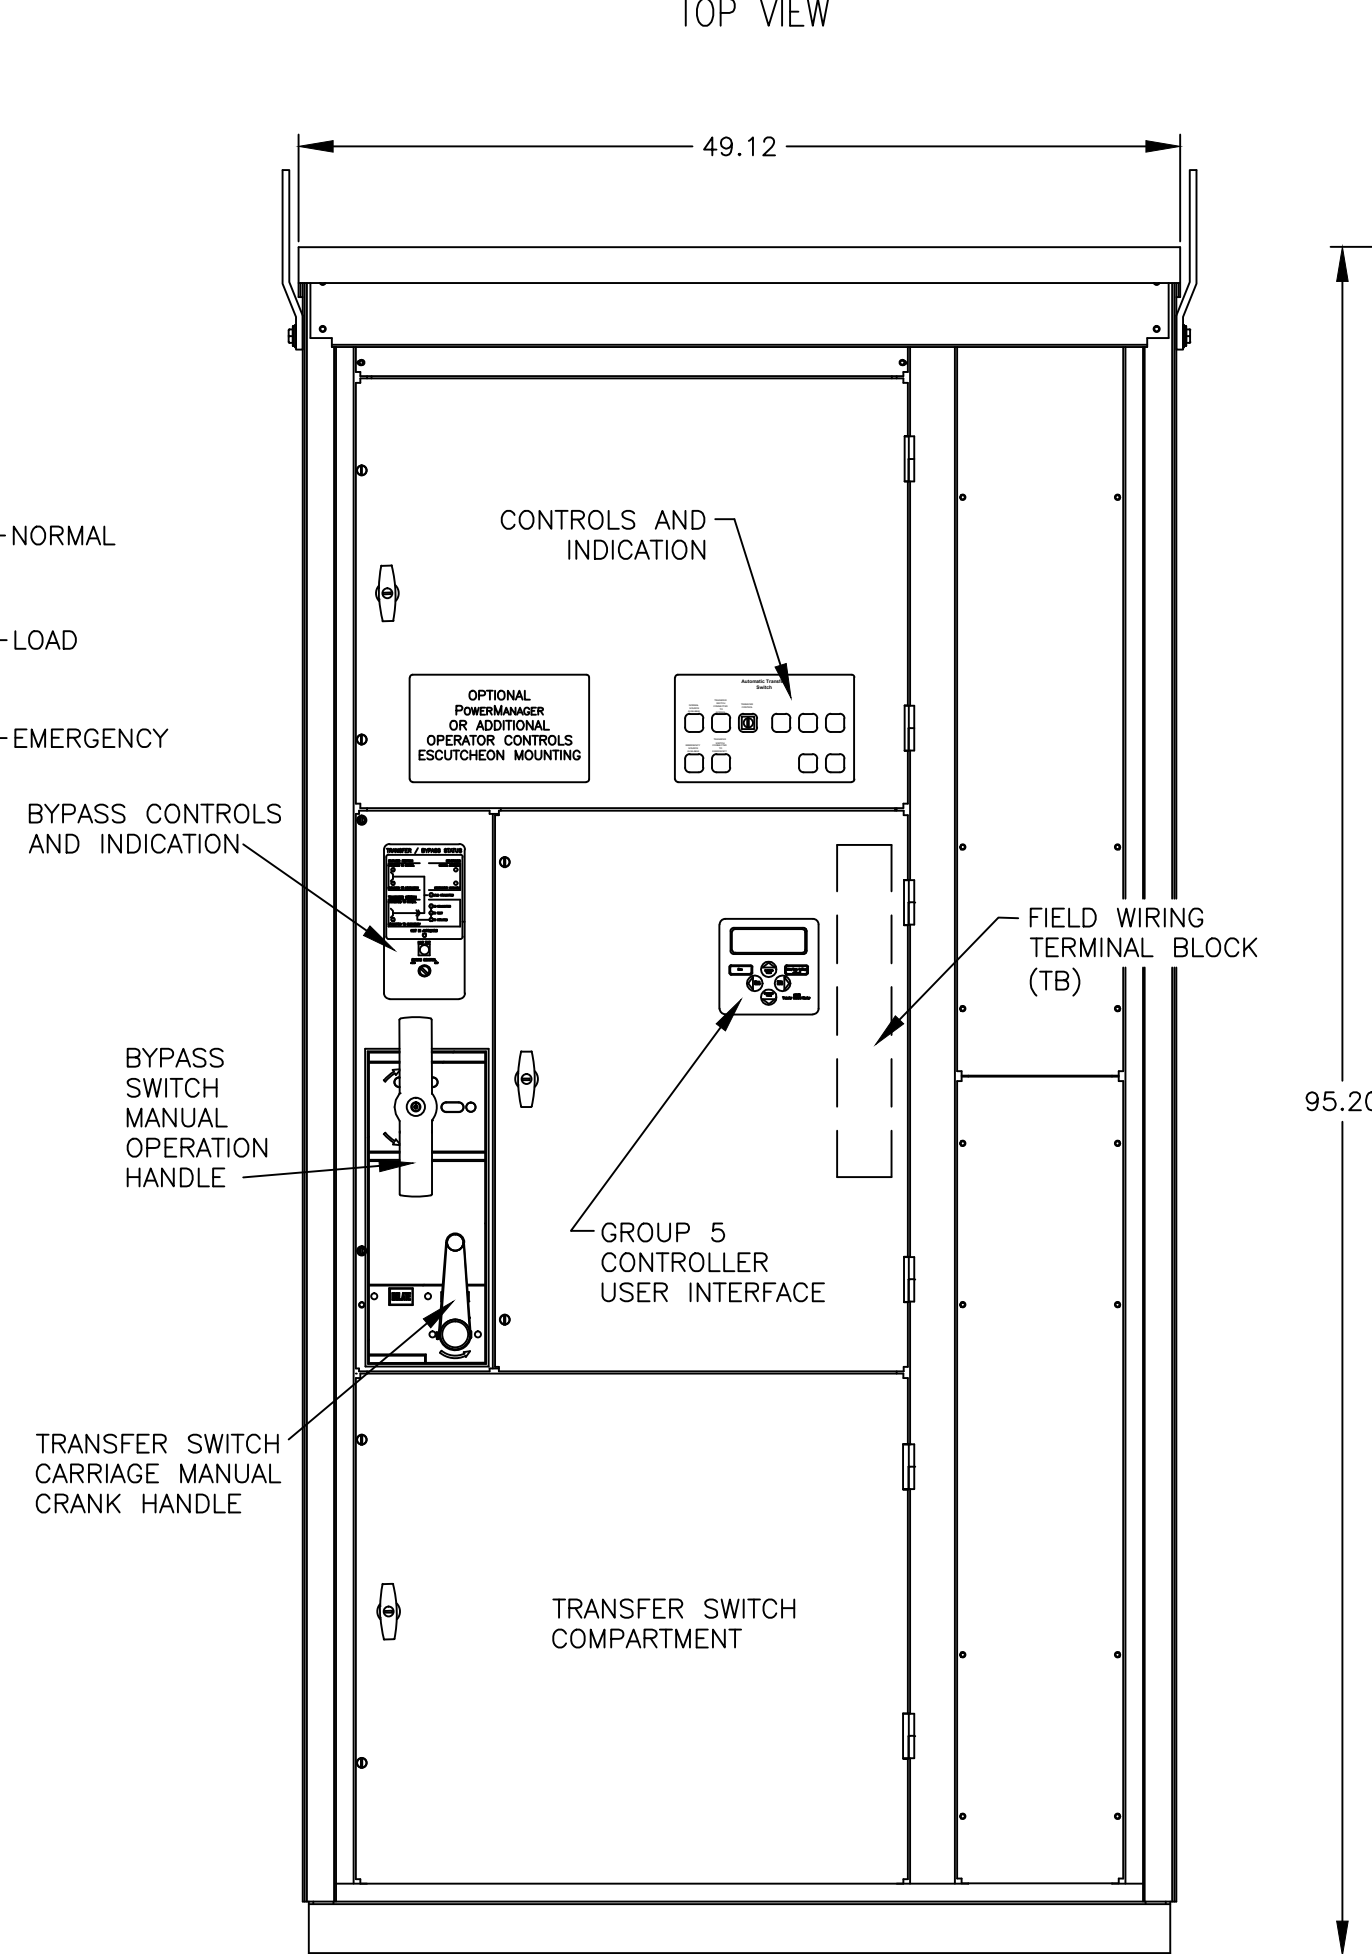 TOP VIEW
49.12
NORMAL
CONTROLS AND
INDICATION
LOAD
Automatic Transfer
Switch
OPTIONAL
POWERMANAGER
OR ADDITIONAL
OPERATOR CONTROLS
ESCUTCHEON MOUNTING
EMERGENCY
BYPASS CONTROLS
AND INDICATION
TRANSFER / BYPASS STATUS
FIELD WIRING
TERMINAL BLOCK
(TB)
BYPASS
SWITCH
MANUAL
OPERATION
HANDLE
95.20
GROUP 5
CONTROLLER
USER INTERFACE
TRANSFER SWITCH
CARRIAGE MANUAL
CRANK HANDLE
TRANSFER SWITCH
COMPARTMENT